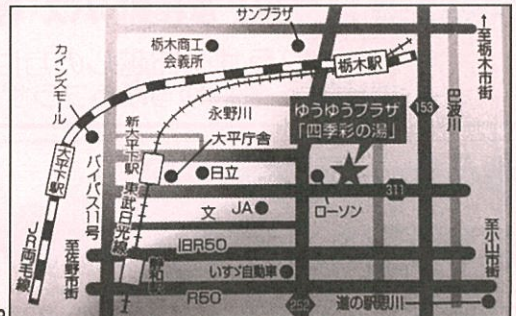 サンプラザ
栃木商工
会議所
至栃木市街
栃木駅
カインズモール
永野川
ゆうゆうプラザ
「四季彩の湯」
153
巴波川
新大平下駅
大平庁舎
大平下駅
バイパス11号
東武日光線
日立
ローソン
311
文
JA
JR両毛線
至佐野市街
旧R50
至小山市街
静和駅
いすゞ自動車
R50
252
道の駅思川